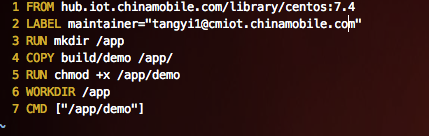 1 FROM hub.iot.chinamobile.com/library/centos:7.4
2 LABEL maintainer="tangyi1@cmiot.chinamobile.com"
3 RUN mkdir /app
4 COPY build/demo /app/
5 RUN chmod +x /app/demo
6 WORKDIR /app
7 CMD ["/app/demo"]
~